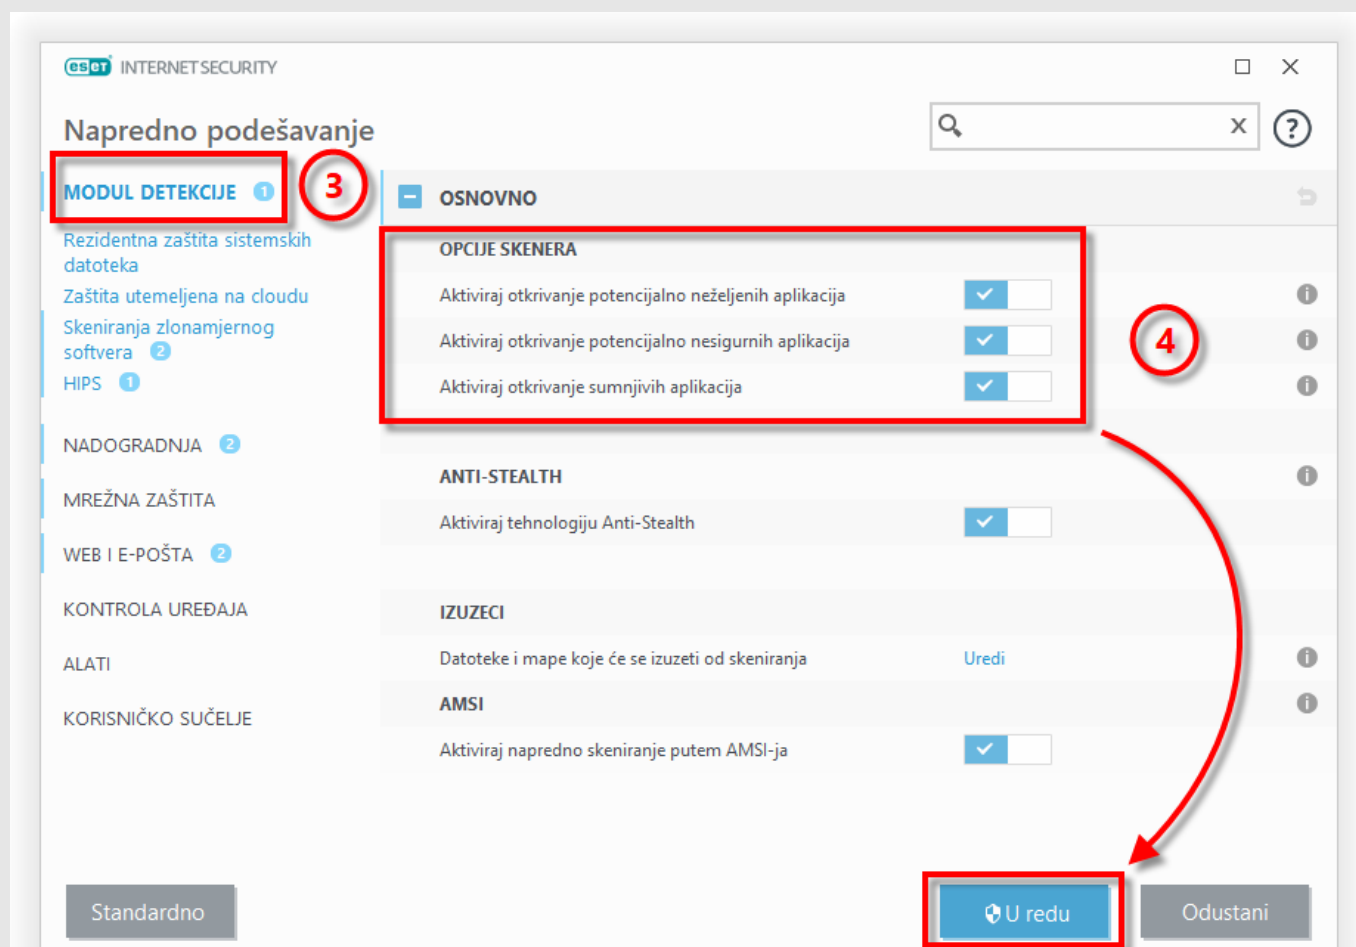 eset INTERNET SECURITY
Napredno podešavanje
x
?
MODUL DETEKCIJE 1
3
OSNOVNO
Rezidentna zaštita sistemskih
datoteka
Zaštita utemeljena na cloudu
Skeniranja zlonamjernog
softvera 2
HIPS 1
NADOGRADNJA 2
MREŽNA ZAŠTITA
WEB I E-POŠTA 2
KONTROLA UREĐAJA
ALATI
KORISNIČKO SUČELJE
OPCIJE SKENERA
Aktiviraj otkrivanje potencijalno neželjenih aplikacija
Aktiviraj otkrivanje potencijalno nesigurnih aplikacija
Aktiviraj otkrivanje sumnjivih aplikacija
4
ANTI-STEALTH
Aktiviraj tehnologiju Anti-Stealth
IZUZECI
Datoteke i mape koje će se izuzeti od skeniranja Uredi
AMSI
Aktiviraj napredno skeniranje putem AMSI-ja
Standardno
U redu
Odustani